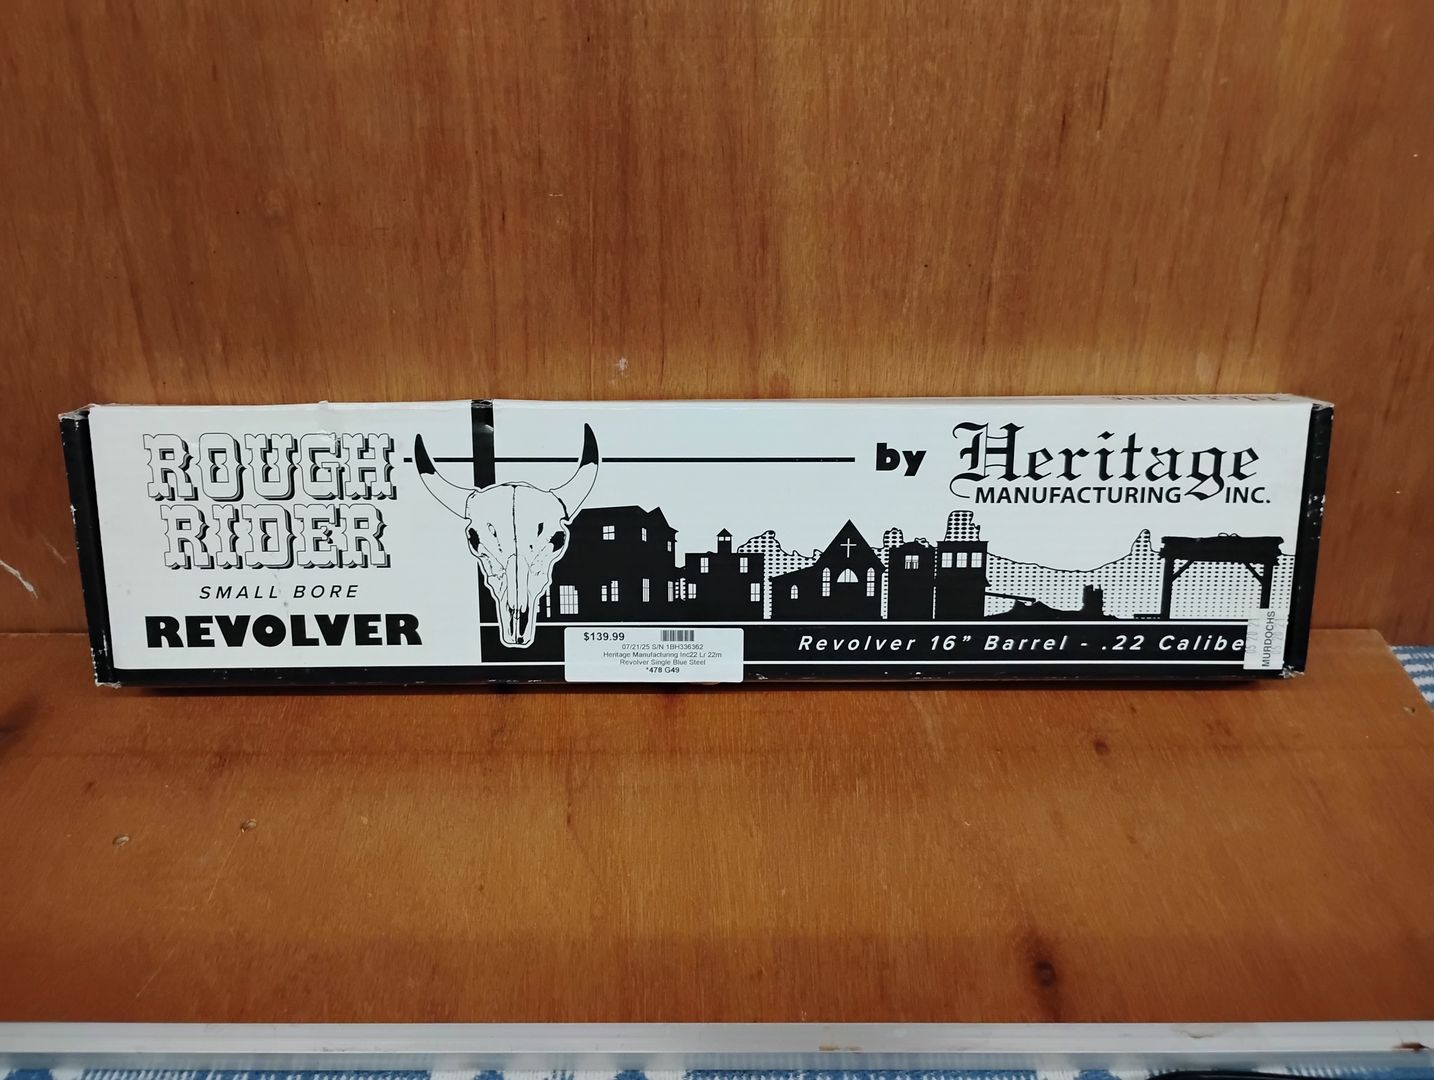 ROUGH
RIDER
SMALL BORE
REVOLVER
by Heritage
MANUFACTURING INC.
Revolver 16” Barrel - .22 Calibe
$139.99
07/21/25 S/N 1BH336362
Heritage Manufacturing Inc22 Lr 22m
Revolver Single Blue Steel
*478 G49
MURDOCHS